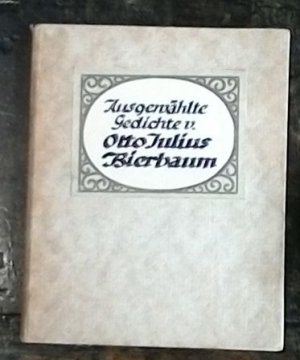 Ausgewählte
Gedichte v.
Otto Julius
Bierbaum